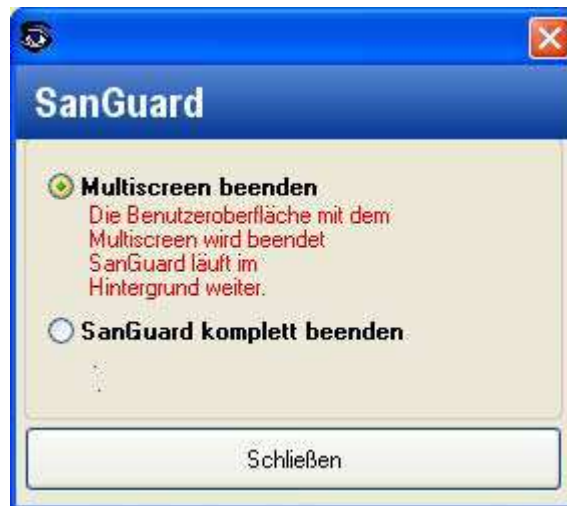 SanGuard
Multiscreen beenden
Die Benutzeroberfläche mit dem
Multiscreen wird beendet
SanGuard läuft im
Hintergrund weiter.
SanGuard komplett beenden
Schließen